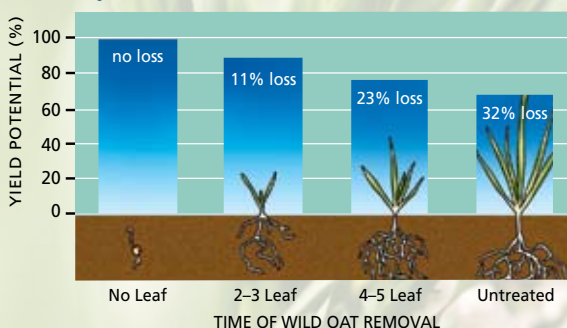 YIELD POTENTIAL (%)
100
80
60
40
20
0
no loss
11% loss
23% loss
32% loss
No Leaf
2–3 Leaf
4–5 Leaf
Untreated
TIME OF WILD OAT REMOVAL